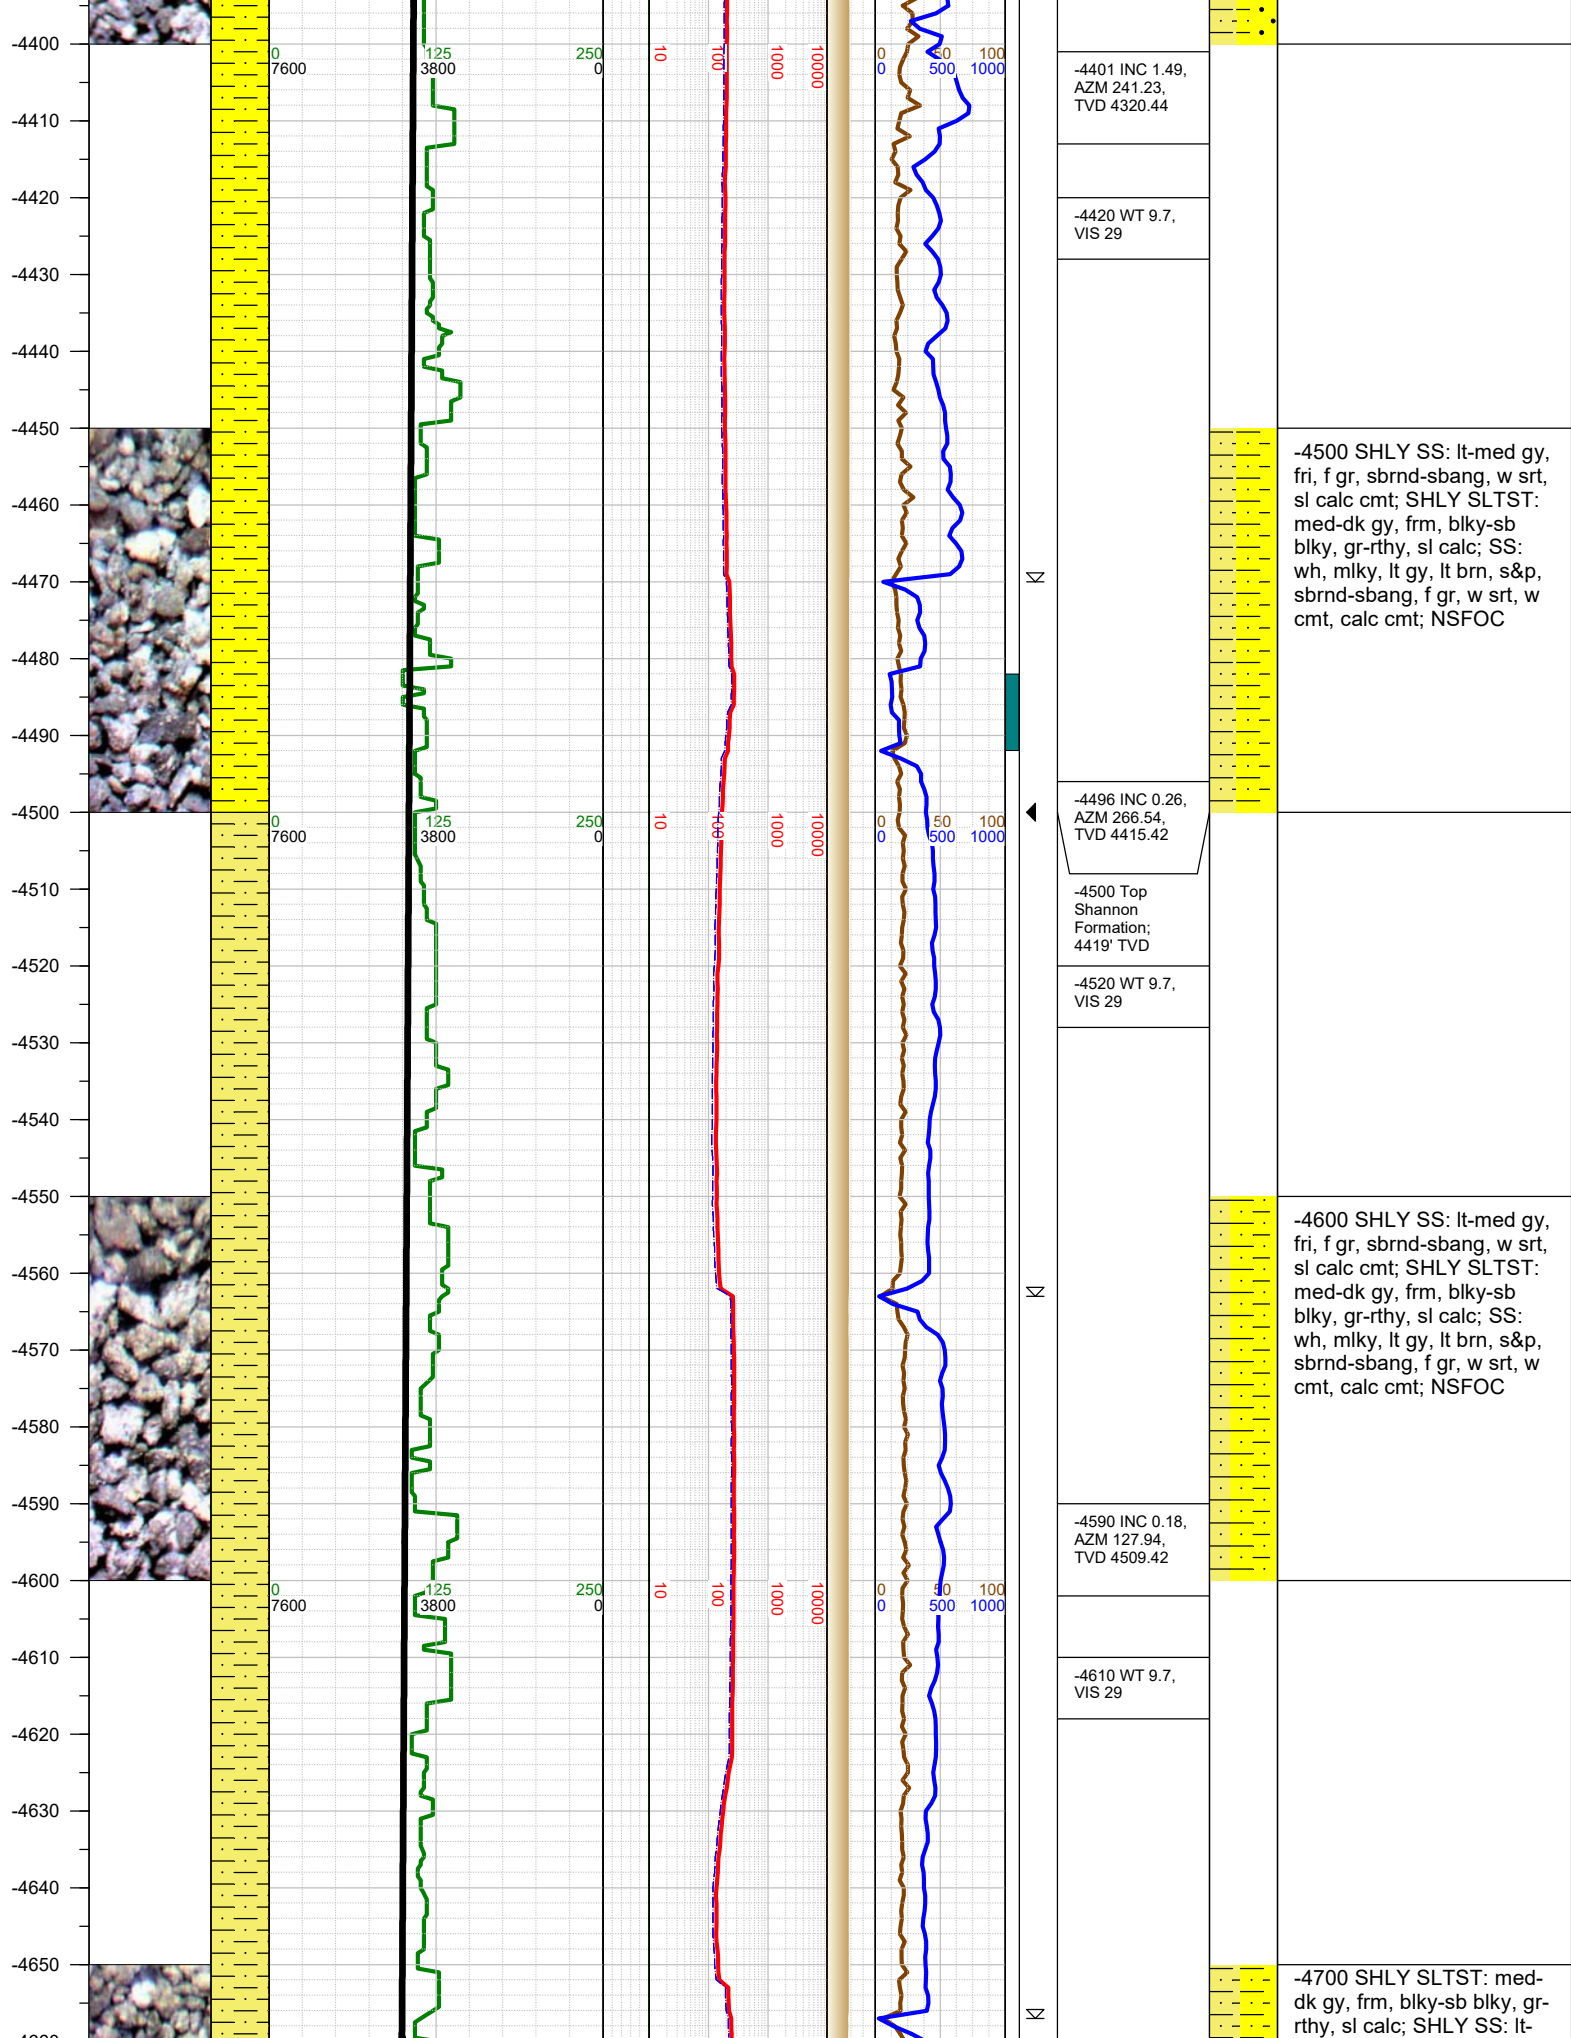 -4400
0
125
250
7600
3800
0
10
100
1000
10000
0
50
100
0
500
1000
-4401 INC 1.49,
AZM 241.23,
TVD 4320.44
-4410
-4420
-4420 WT 9.7,
VIS 29
-4430
-4440
-4450
-4500 SHLY SS: lt-med gy,
fri, f gr, sbrnd-sbang, w srt,
sl calc cmt; SHLY SLTST:
med-dk gy, frm, blky-sb
blky, gr-rthy, sl calc; SS:
wh, mlky, lt gy, lt brn, s&p,
sbrnd-sbang, f gr, w srt, w
cmt, calc cmt; NSFOC
-4460
-4470
-4480
-4490
-4500
0
125
250
7600
3800
0
10
100
1000
10000
0
50
100
0
500
1000
-4496 INC 0.26,
AZM 266.54,
TVD 4415.42
-4510
-4500 Top
Shannon
Formation;
4419' TVD
-4520
-4520 WT 9.7,
VIS 29
-4530
-4540
-4550
-4600 SHLY SS: lt-med gy,
fri, f gr, sbrnd-sbang, w srt,
sl calc cmt; SHLY SLTST:
med-dk gy, frm, blky-sb
blky, gr-rthy, sl calc; SS:
wh, mlky, lt gy, lt brn, s&p,
sbrnd-sbang, f gr, w srt, w
cmt, calc cmt; NSFOC
-4560
-4570
-4580
-4590
-4590 INC 0.18,
AZM 127.94,
TVD 4509.42
-4600
0
125
250
7600
3800
0
10
100
1000
10000
0
50
100
0
500
1000
-4610
-4610 WT 9.7,
VIS 29
-4620
-4630
-4640
-4650
-4700 SHLY SLTST: med-
dk gy, frm, blky-sb blky, gr-
rthy, sl calc; SHLY SS: lt-